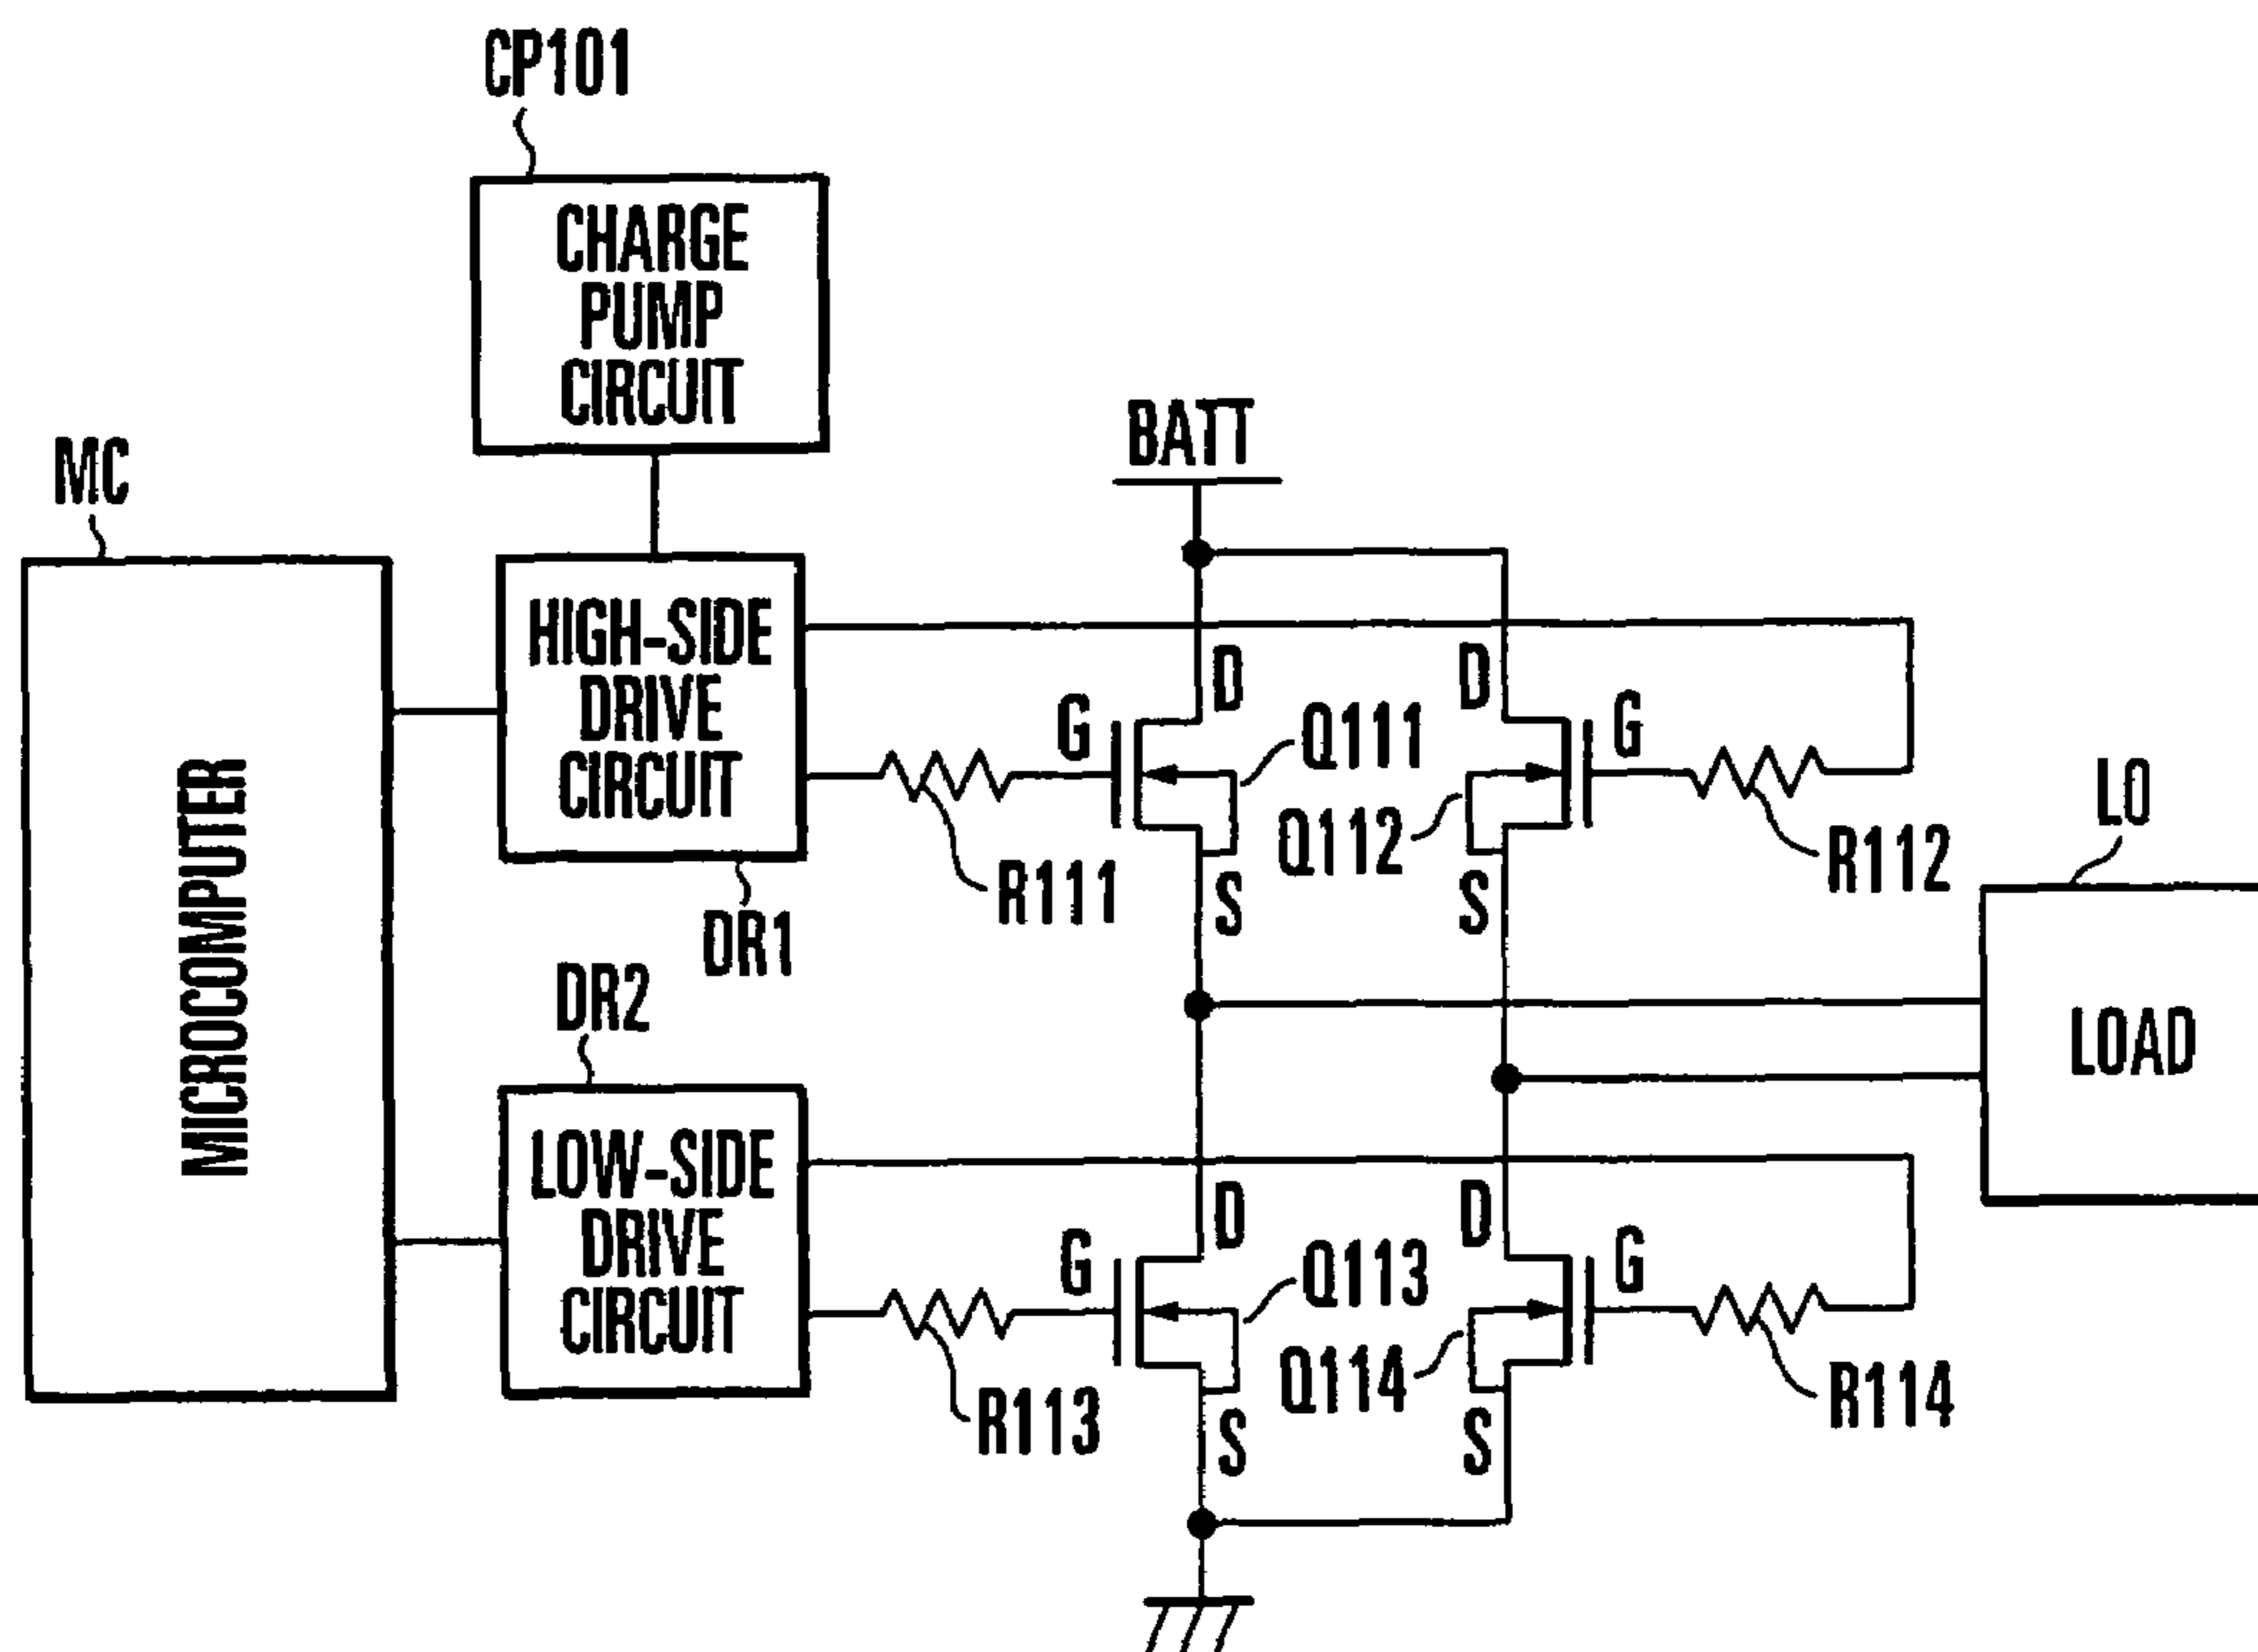 CP101
CHARGE
PUMP
CIRCUIT
BATT
MC
MICROCOMPUTER
HIGH-SIDE
DRIVE
CIRCUIT
DR1
D
D
G
Q111
G
Q112
R111
R112
S
S
LO
LOAD
DR2
LOW-SIDE
DRIVE
CIRCUIT
D
D
G
Q113
G
Q114
R113
R114
S
S